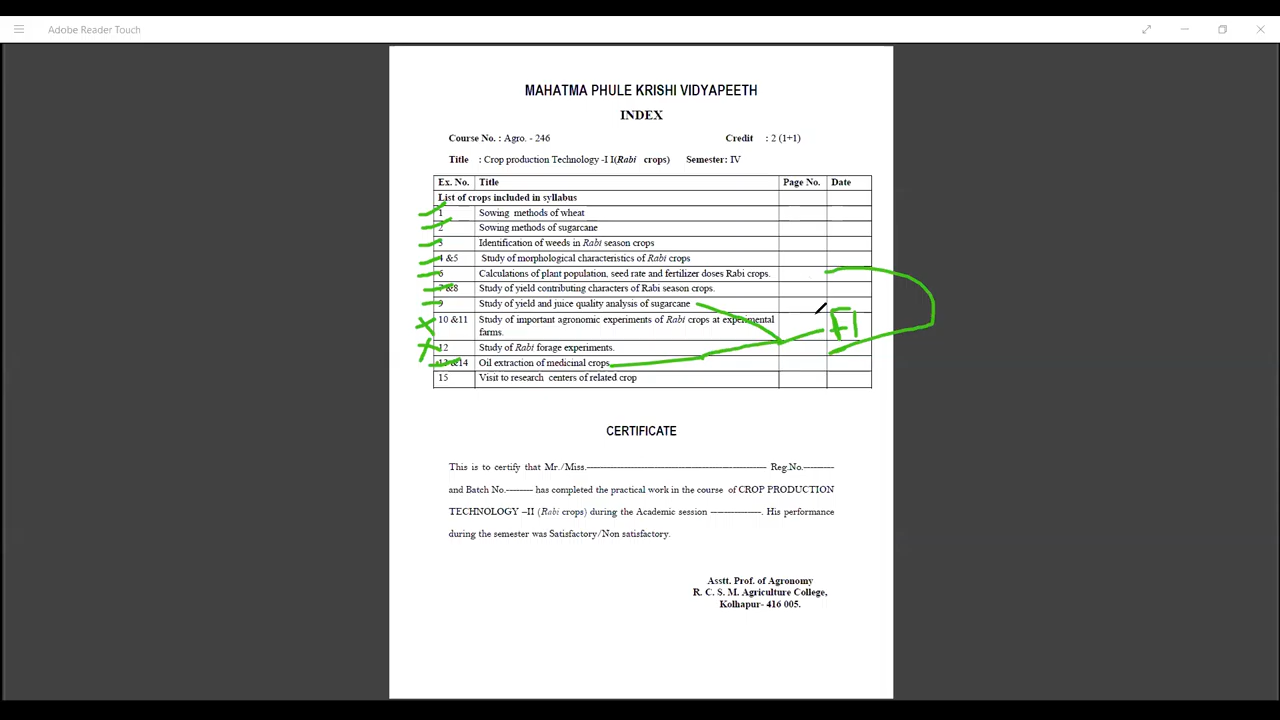 Adobe Reader Touch
MAHATMA PHULE KRISHI VIDYAPEETH
INDEX
Course No. : Agro. - 246 Credit : 2 (1+1)
Title : Crop production Technology -I I(Rabi crops) Semester: IV
Ex. No. Title Page No. Date
List of crops included in syllabus
1 Sowing methods of wheat
2 Sowing methods of sugarcane
3 Identification of weeds in Rabi season crops
4 &5 Study of morphological characteristics of Rabi crops
6 Calculations of plant population, seed rate and fertilizer doses Rabi crops.
7 &8 Study of yield contributing characters of Rabi season crops.
9 Study of yield and juice quality analysis of sugarcane
10 &11 Study of important agronomic experiments of Rabi crops at experimental
farms.
FI
12 Study of Rabi forage experiments.
13 &14 Oil extraction of medicinal crops
15 Visit to research centers of related crop
CERTIFICATE
This is to certify that Mr./Miss.------------------------------------------------ Reg.No.---------
and Batch No.------- has completed the practical work in the course of CROP PRODUCTION
TECHNOLOGY –II (Rabi crops) during the Academic session --------------. His performance
during the semester was Satisfactory/Non satisfactory.
Asstt. Prof. of Agronomy
R. C. S. M. Agriculture College,
Kolhapur- 416 005.